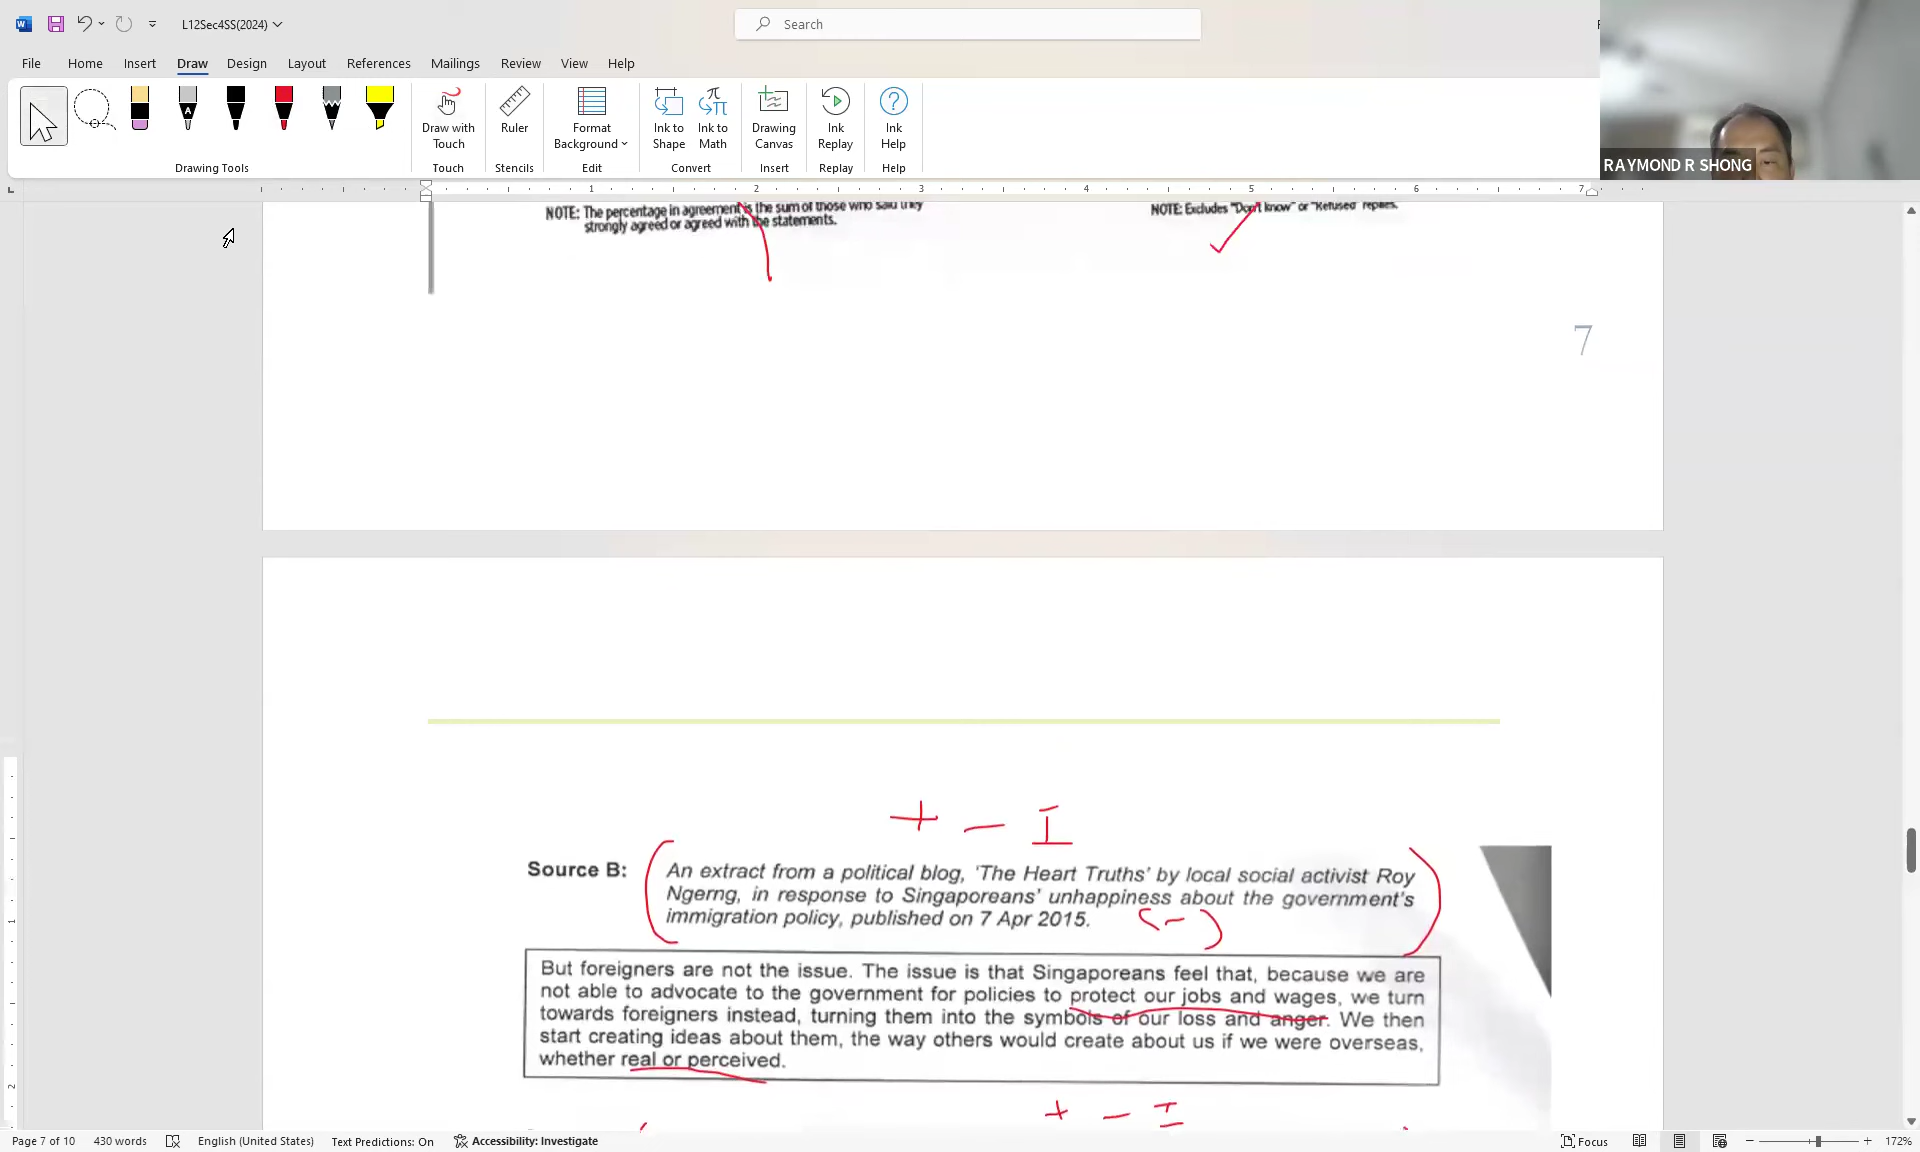 L12Sec4SS(2024)
Search
File Home Insert Draw Design Layout References Mailings Review View Help
Draw with Touch
Ruler
Format Background
Ink to Shape
Ink to Math
Drawing Canvas
Ink Replay
Ink Help
Drawing Tools Touch Stencils Edit Convert Insert Replay Help
RAYMOND R SHONG
1 2 3 4 5 6 7
NOTE: The percentage in agreement is the sum of those who said they
strongly agreed or agreed with the statements.
NOTE: Excludes "Don't know" or "Refused" replies.
7
+ - I
Source B: An extract from a political blog, 'The Heart Truths' by local social activist Roy
Ngerng, in response to Singaporeans' unhappiness about the government's
immigration policy, published on 7 Apr 2015.
(-)
But foreigners are not the issue. The issue is that Singaporeans feel that, because we are
not able to advocate to the government for policies to protect our jobs and wages, we turn
towards foreigners instead, turning them into the symbols of our loss and anger. We then
start creating ideas about them, the way others would create about us if we were overseas,
whether real or perceived.
+ - I
1
2
Page 7 of 10 430 words English (United States) Text Predictions: On Accessibility: Investigate Focus 172%